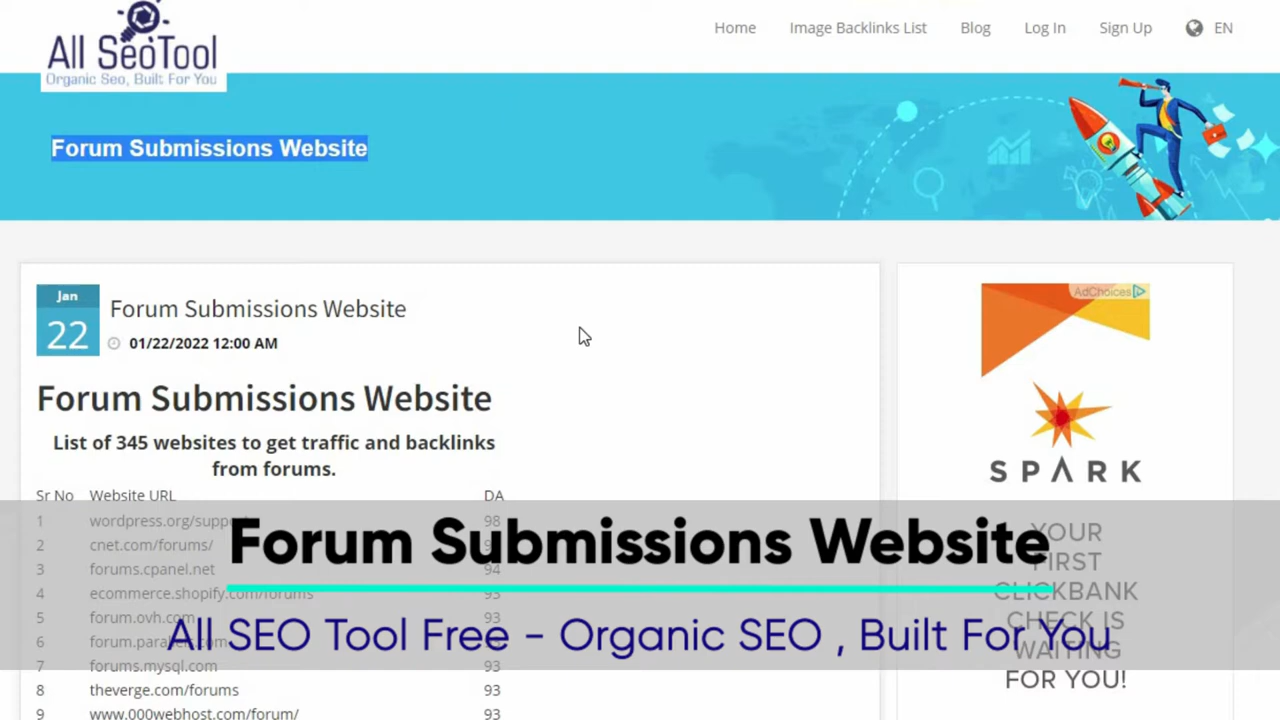 All SeoTool
Organic Seo, Built For You
Home Image Backlinks List Blog Log In Sign Up EN
Forum Submissions Website
Jan
22
Forum Submissions Website
01/22/2022 12:00 AM
Forum Submissions Website
List of 345 websites to get traffic and backlinks
from forums.
Sr No Website URL DA
1 wordpress.org/support 98
2 cnet.com/forums/
3 forums.cpanel.net 94
4 ecommerce.shopify.com/forums 93
5 forum.ovh.com 93
6 93
7 forums.mysql.com 93
8 theverge.com/forums 93
9 www.000webhost.com/forum/ 93
Forum Submissions Website
All SEO Tool Free - Organic SEO , Built For You
AdChoices
SPARK
YOUR
FIRST
CLICKBANK
CHECK IS
WAITING
FOR YOU!